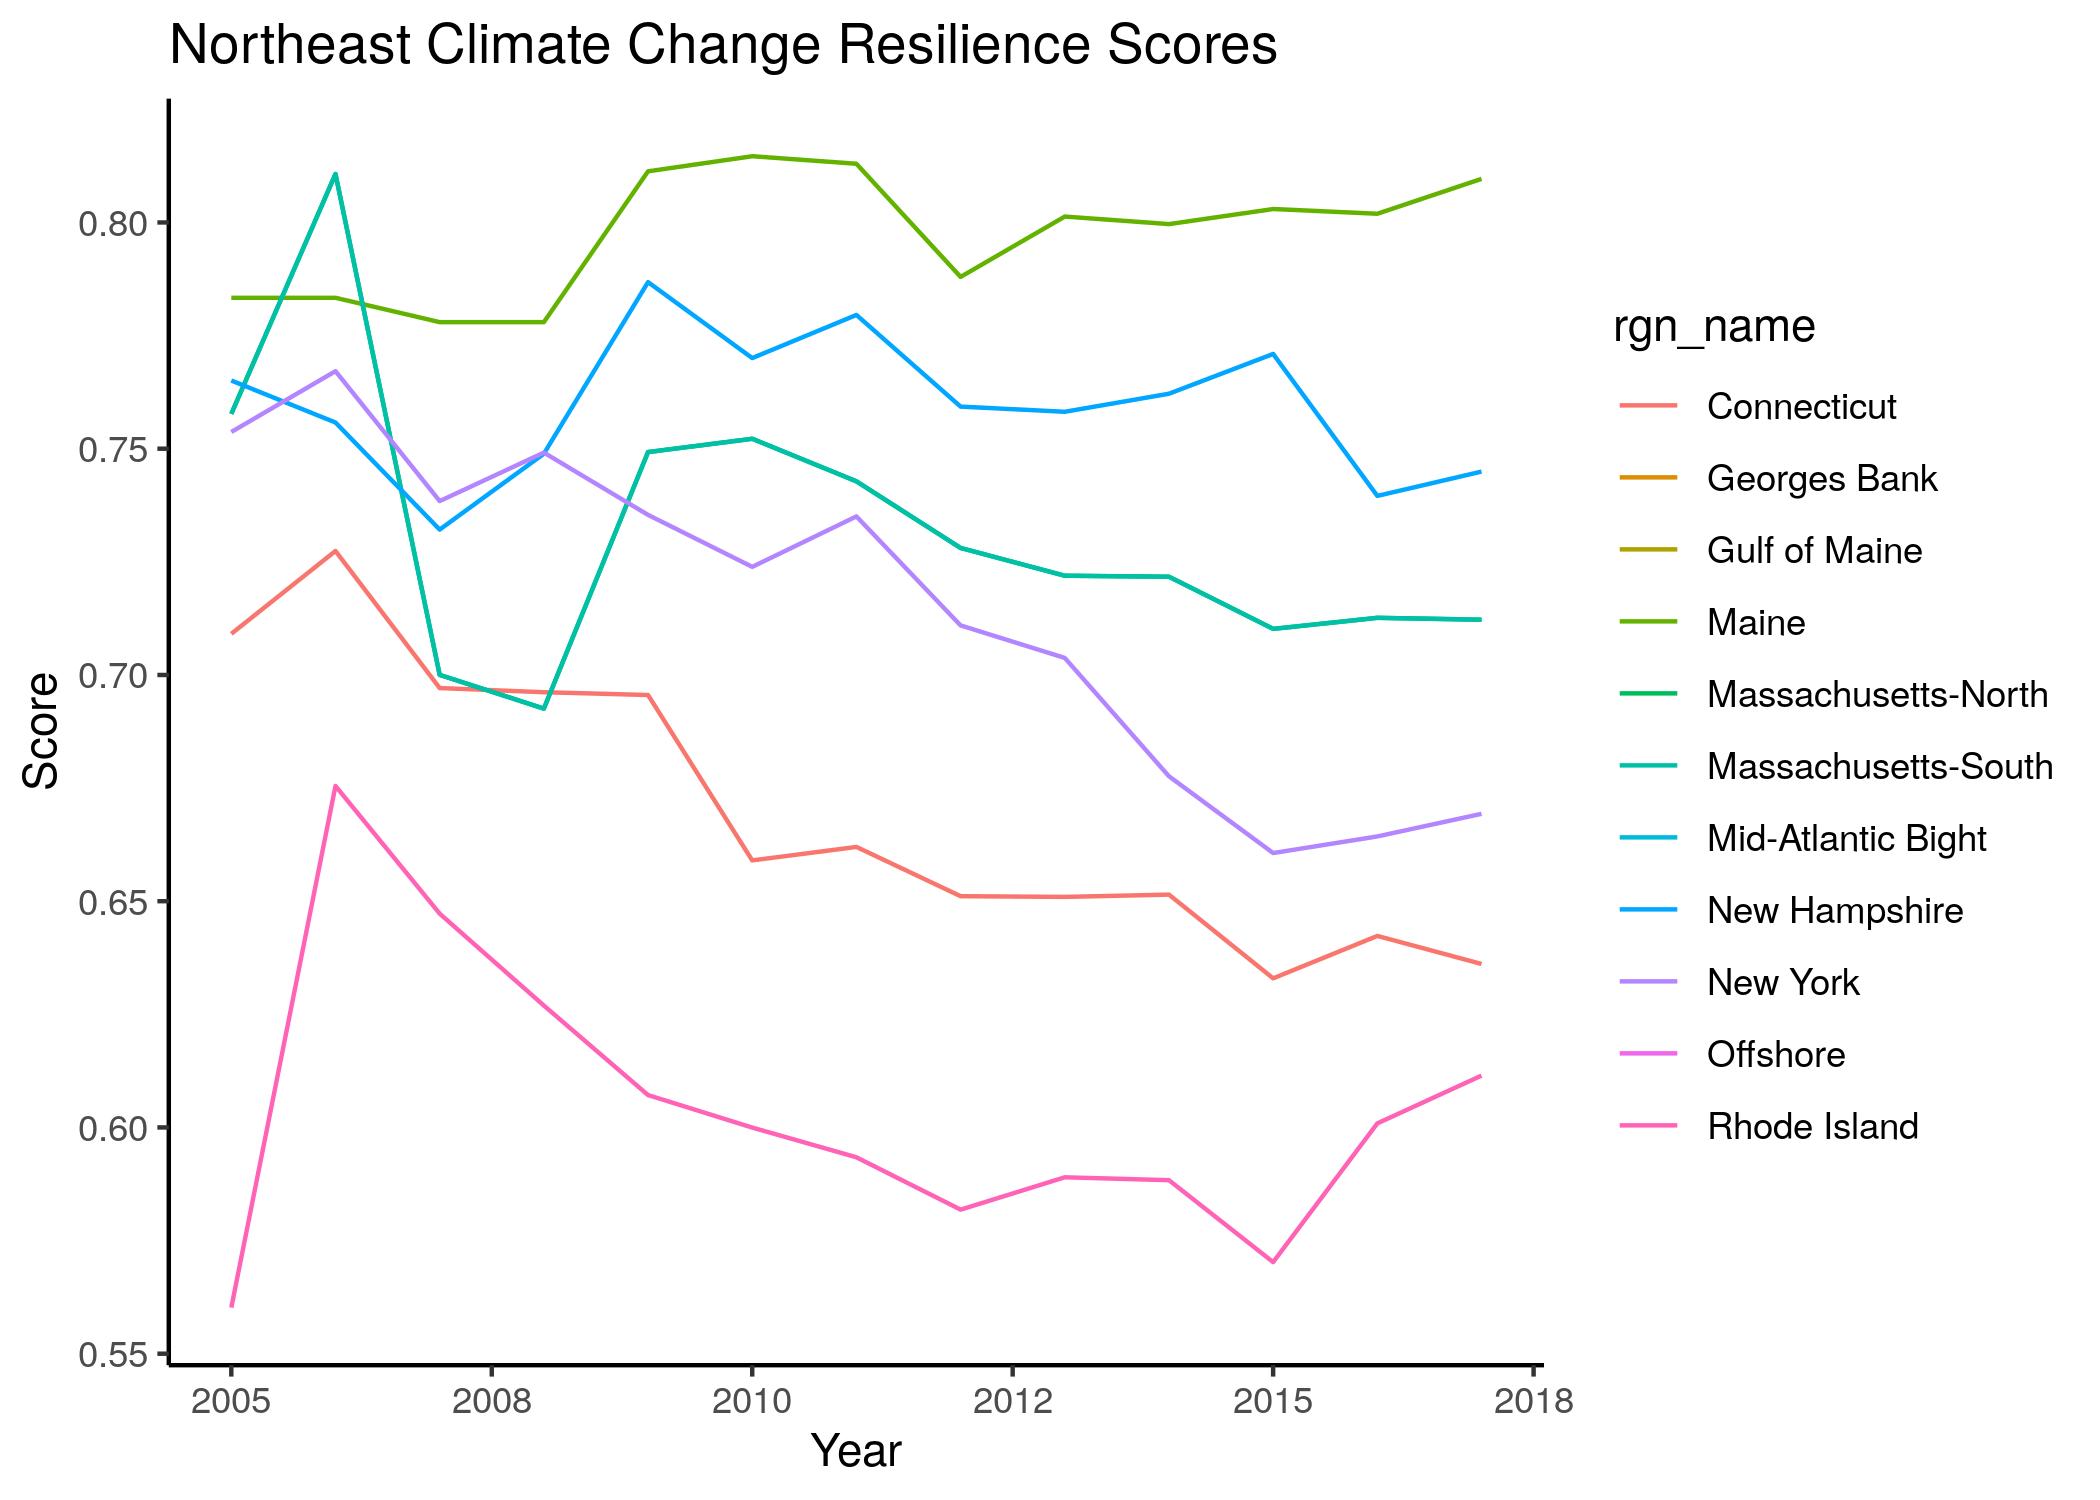 Northeast Climate Change Resilience Scores
0.80
0.75
0.70
0.65
0.60
0.55
Score
2005 2008 2010 2012 2015 2018
Year
rgn_name
Connecticut
Georges Bank
Gulf of Maine
Maine
Massachusetts-North
Massachusetts-South
Mid-Atlantic Bight
New Hampshire
New York
Offshore
Rhode Island